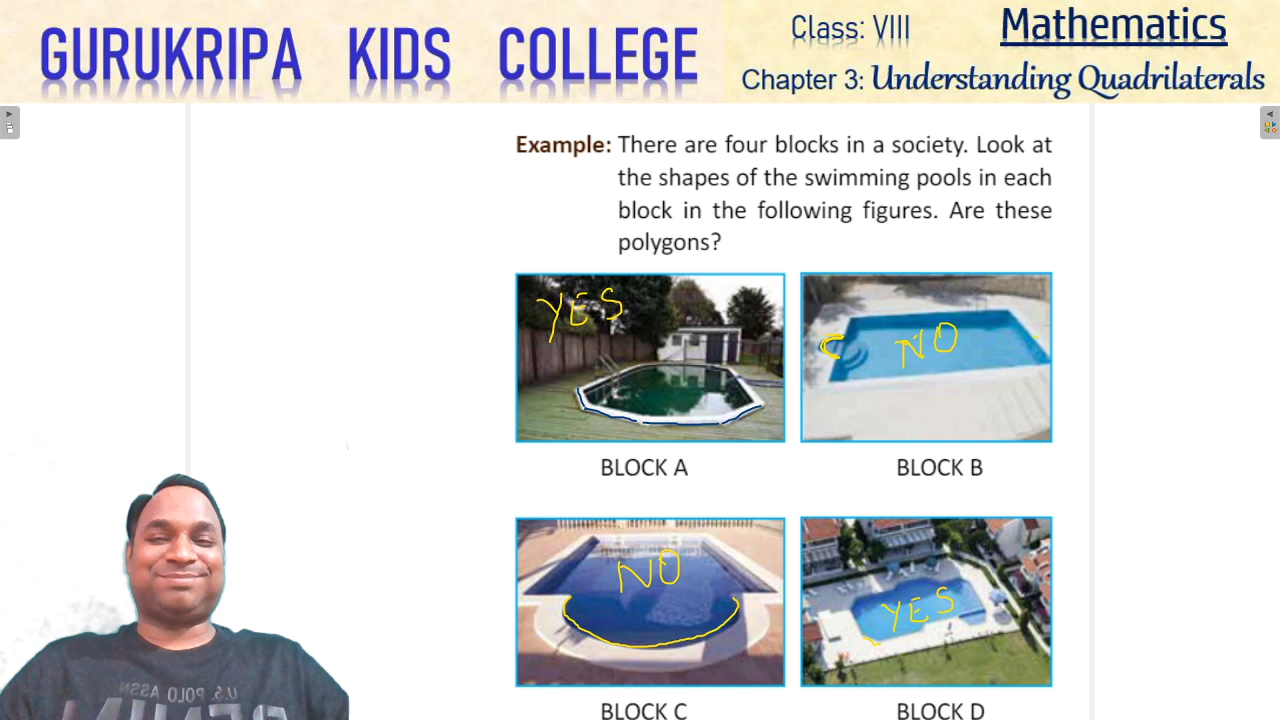 GURUKRIPA KIDS COLLEGE
Class: VIII Mathematics
Chapter 3: Understanding Quadrilaterals
Example: There are four blocks in a society. Look at
the shapes of the swimming pools in each
block in the following figures. Are these
polygons?
YES
NO
BLOCK A
BLOCK B
NO
YES
BLOCK C
BLOCK D
U.S. POLO ASSN